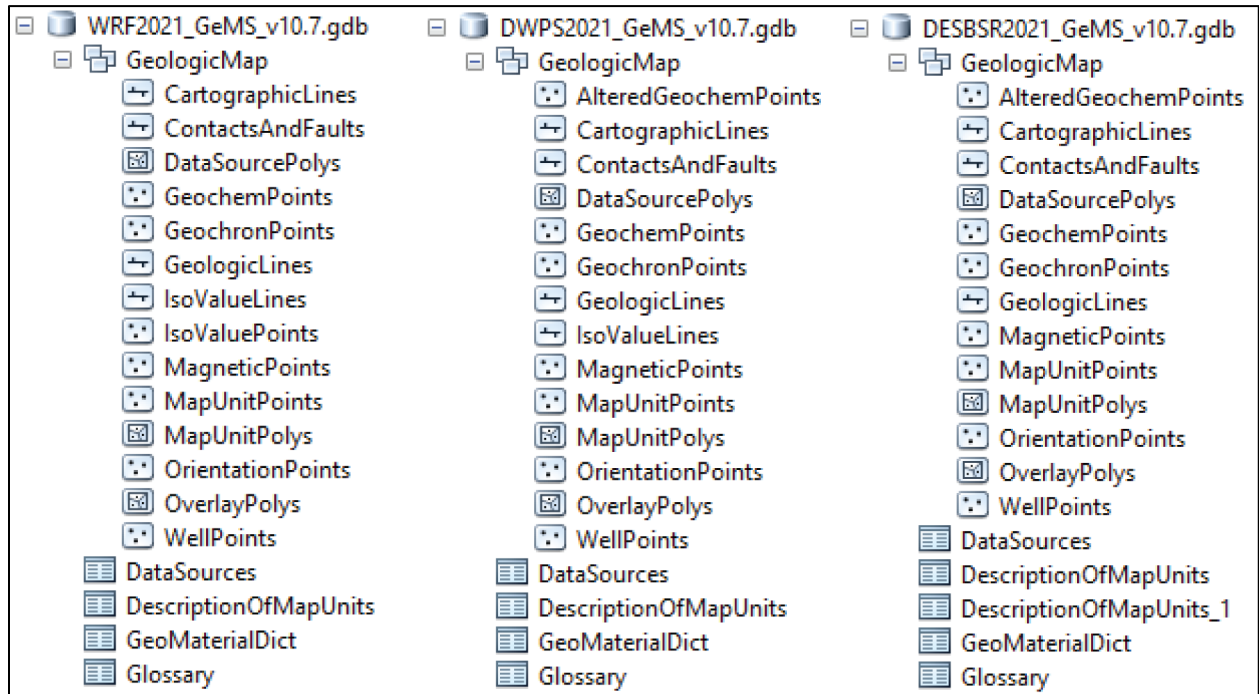 WRF2021_GeMS_v10.7.gdb
GeologicMap
CartographicLines
ContactsAndFaults
DataSourcePolys
GeochemPoints
GeochronPoints
GeologicLines
IsoValueLines
IsoValuePoints
MagneticPoints
MapUnitPoints
MapUnitPolys
OrientationPoints
OverlayPolys
WellPoints
DataSources
DescriptionOfMapUnits
GeoMaterialDict
Glossary
DWPS2021_GeMS_v10.7.gdb
GeologicMap
AlteredGeochemPoints
CartographicLines
ContactsAndFaults
DataSourcePolys
GeochemPoints
GeochronPoints
GeologicLines
IsoValueLines
MagneticPoints
MapUnitPoints
MapUnitPolys
OrientationPoints
OverlayPolys
WellPoints
DataSources
DescriptionOfMapUnits
GeoMaterialDict
Glossary
DESBSR2021_GeMS_v10.7.gdb
GeologicMap
AlteredGeochemPoints
CartographicLines
ContactsAndFaults
DataSourcePolys
GeochemPoints
GeochronPoints
GeologicLines
MagneticPoints
MapUnitPoints
MapUnitPolys
OrientationPoints
OverlayPolys
WellPoints
DataSources
DescriptionOfMapUnits
DescriptionOfMapUnits_1
GeoMaterialDict
Glossary